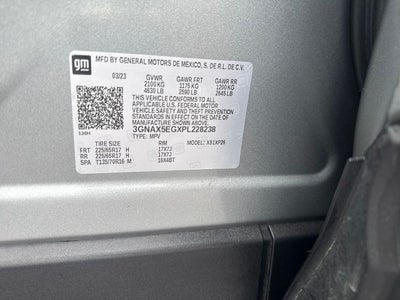 gm
MFD BY GENERAL MOTORS DE MEXICO, S. DE R.L. DE C.V.
03/23 GVWR GAWR FRT GAWR RR
2100 KG 1175 KG 1200 KG
4630 LB 2590 LB 2645 LB
THIS VEHICLE CONFORMS TO ALL
APPLICABLE U.S. FEDERAL MOTOR
VEHICLE SAFETY AND THEFT PREVENTION
STANDARDS IN EFFECT ON THE DATE OF
MANUFACTURE SHOWN ABOVE.
3GNAX5EGXPL228238
TYPE: MPV
TIRE SIZE RIM MODEL: XX1XP26
FRT 225/65R17 H 17X7J
RR 225/65R17 H 17X7J
SPA T135/70R16 M 16X4BT